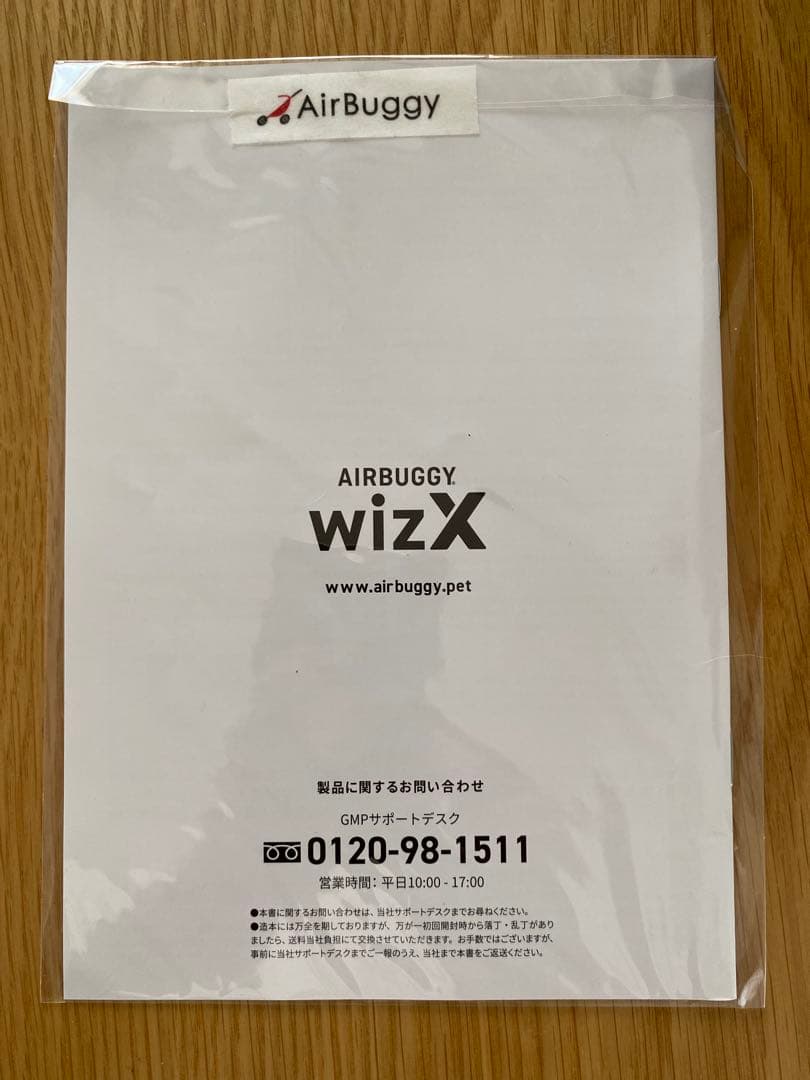 AirBuggy
AIRBUGGY®
wizX
www.airbuggy.pet
製品に関するお問い合わせ
GMPサポートデスク
0120-98-1511
営業時間：平日10:00 - 17:00
●本書に関するお問い合わせは、当社サポートデスクまでお尋ねください。
●造本には万全を期しておりますが、万が一初回開封時から落丁・乱丁があり
ましたら、送料当社負担にて交換させていただきます。お手数ではございますが、
事前に当社サポートデスクまでご一報のうえ、当社まで本書をご返送ください。